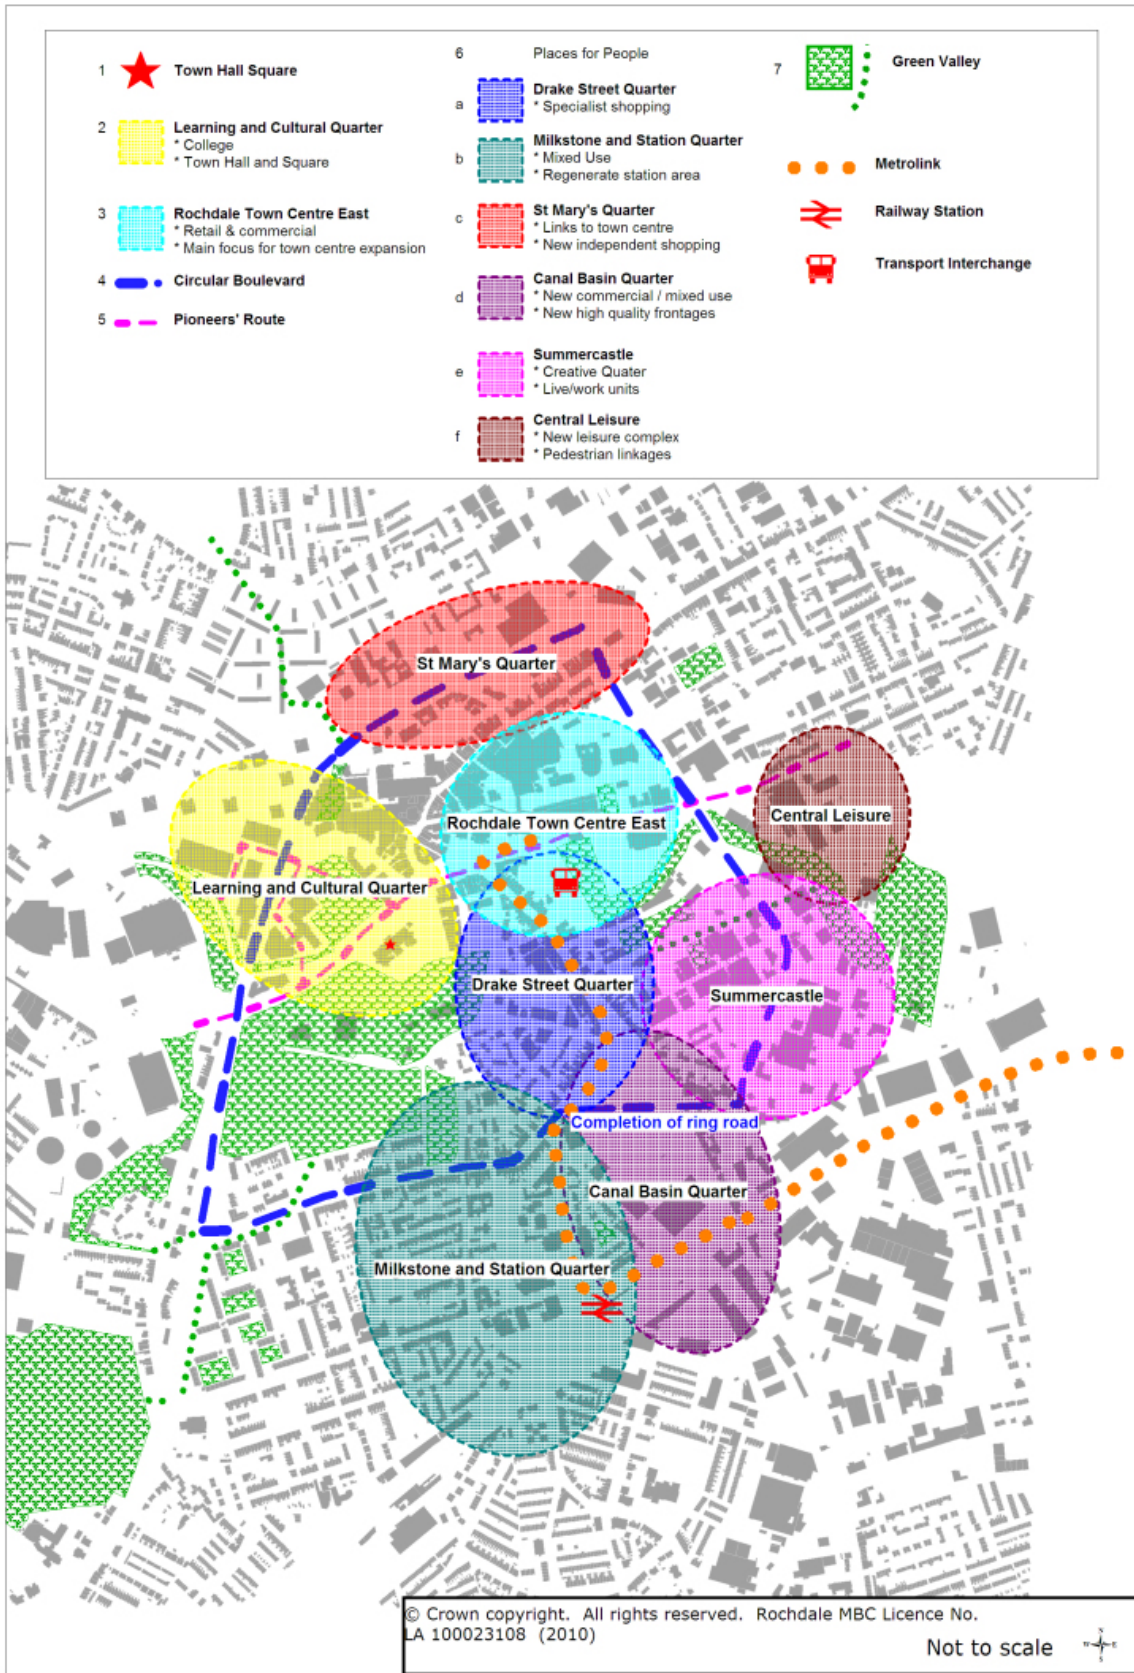 1 Town Hall Square
2 Learning and Cultural Quarter
* College
* Town Hall and Square
3 Rochdale Town Centre East
* Retail & commercial
* Main focus for town centre expansion
4 Circular Boulevard
5 Pioneers' Route
6 Places for People
a Drake Street Quarter
* Specialist shopping
b Milkstone and Station Quarter
* Mixed Use
* Regenerate station area
c St Mary's Quarter
* Links to town centre
* New independent shopping
d Canal Basin Quarter
* New commercial / mixed use
* New high quality frontages
e Summercastle
* Creative Quater
* Live/work units
f Central Leisure
* New leisure complex
* Pedestrian linkages
7 Green Valley
Metrolink
Railway Station
Transport Interchange
St Mary's Quarter
Central Leisure
Rochdale Town Centre East
Learning and Cultural Quarter
Drake Street Quarter
Summercastle
Completion of ring road
Canal Basin Quarter
Milkstone and Station Quarter
© Crown copyright. All rights reserved. Rochdale MBC Licence No.
LA 100023108 (2010)
Not to scale
N
W E
S